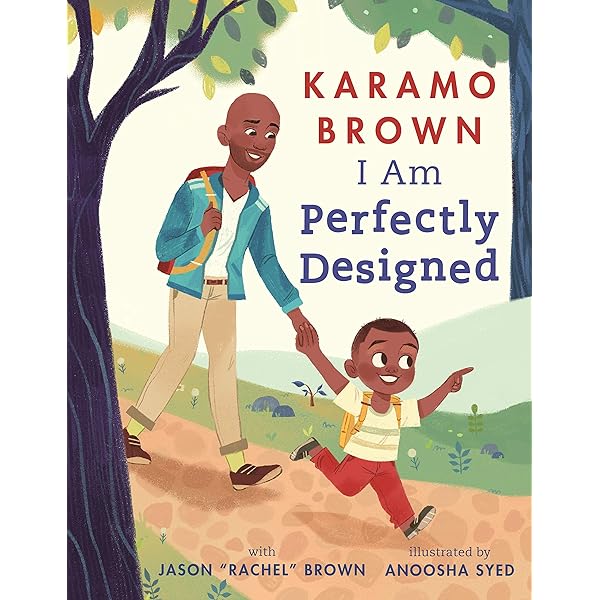 KARAMO
BROWN
I Am
Perfectly
Designed
with
JASON “RACHEL” BROWN
illustrated by
ANOOSHA SYED